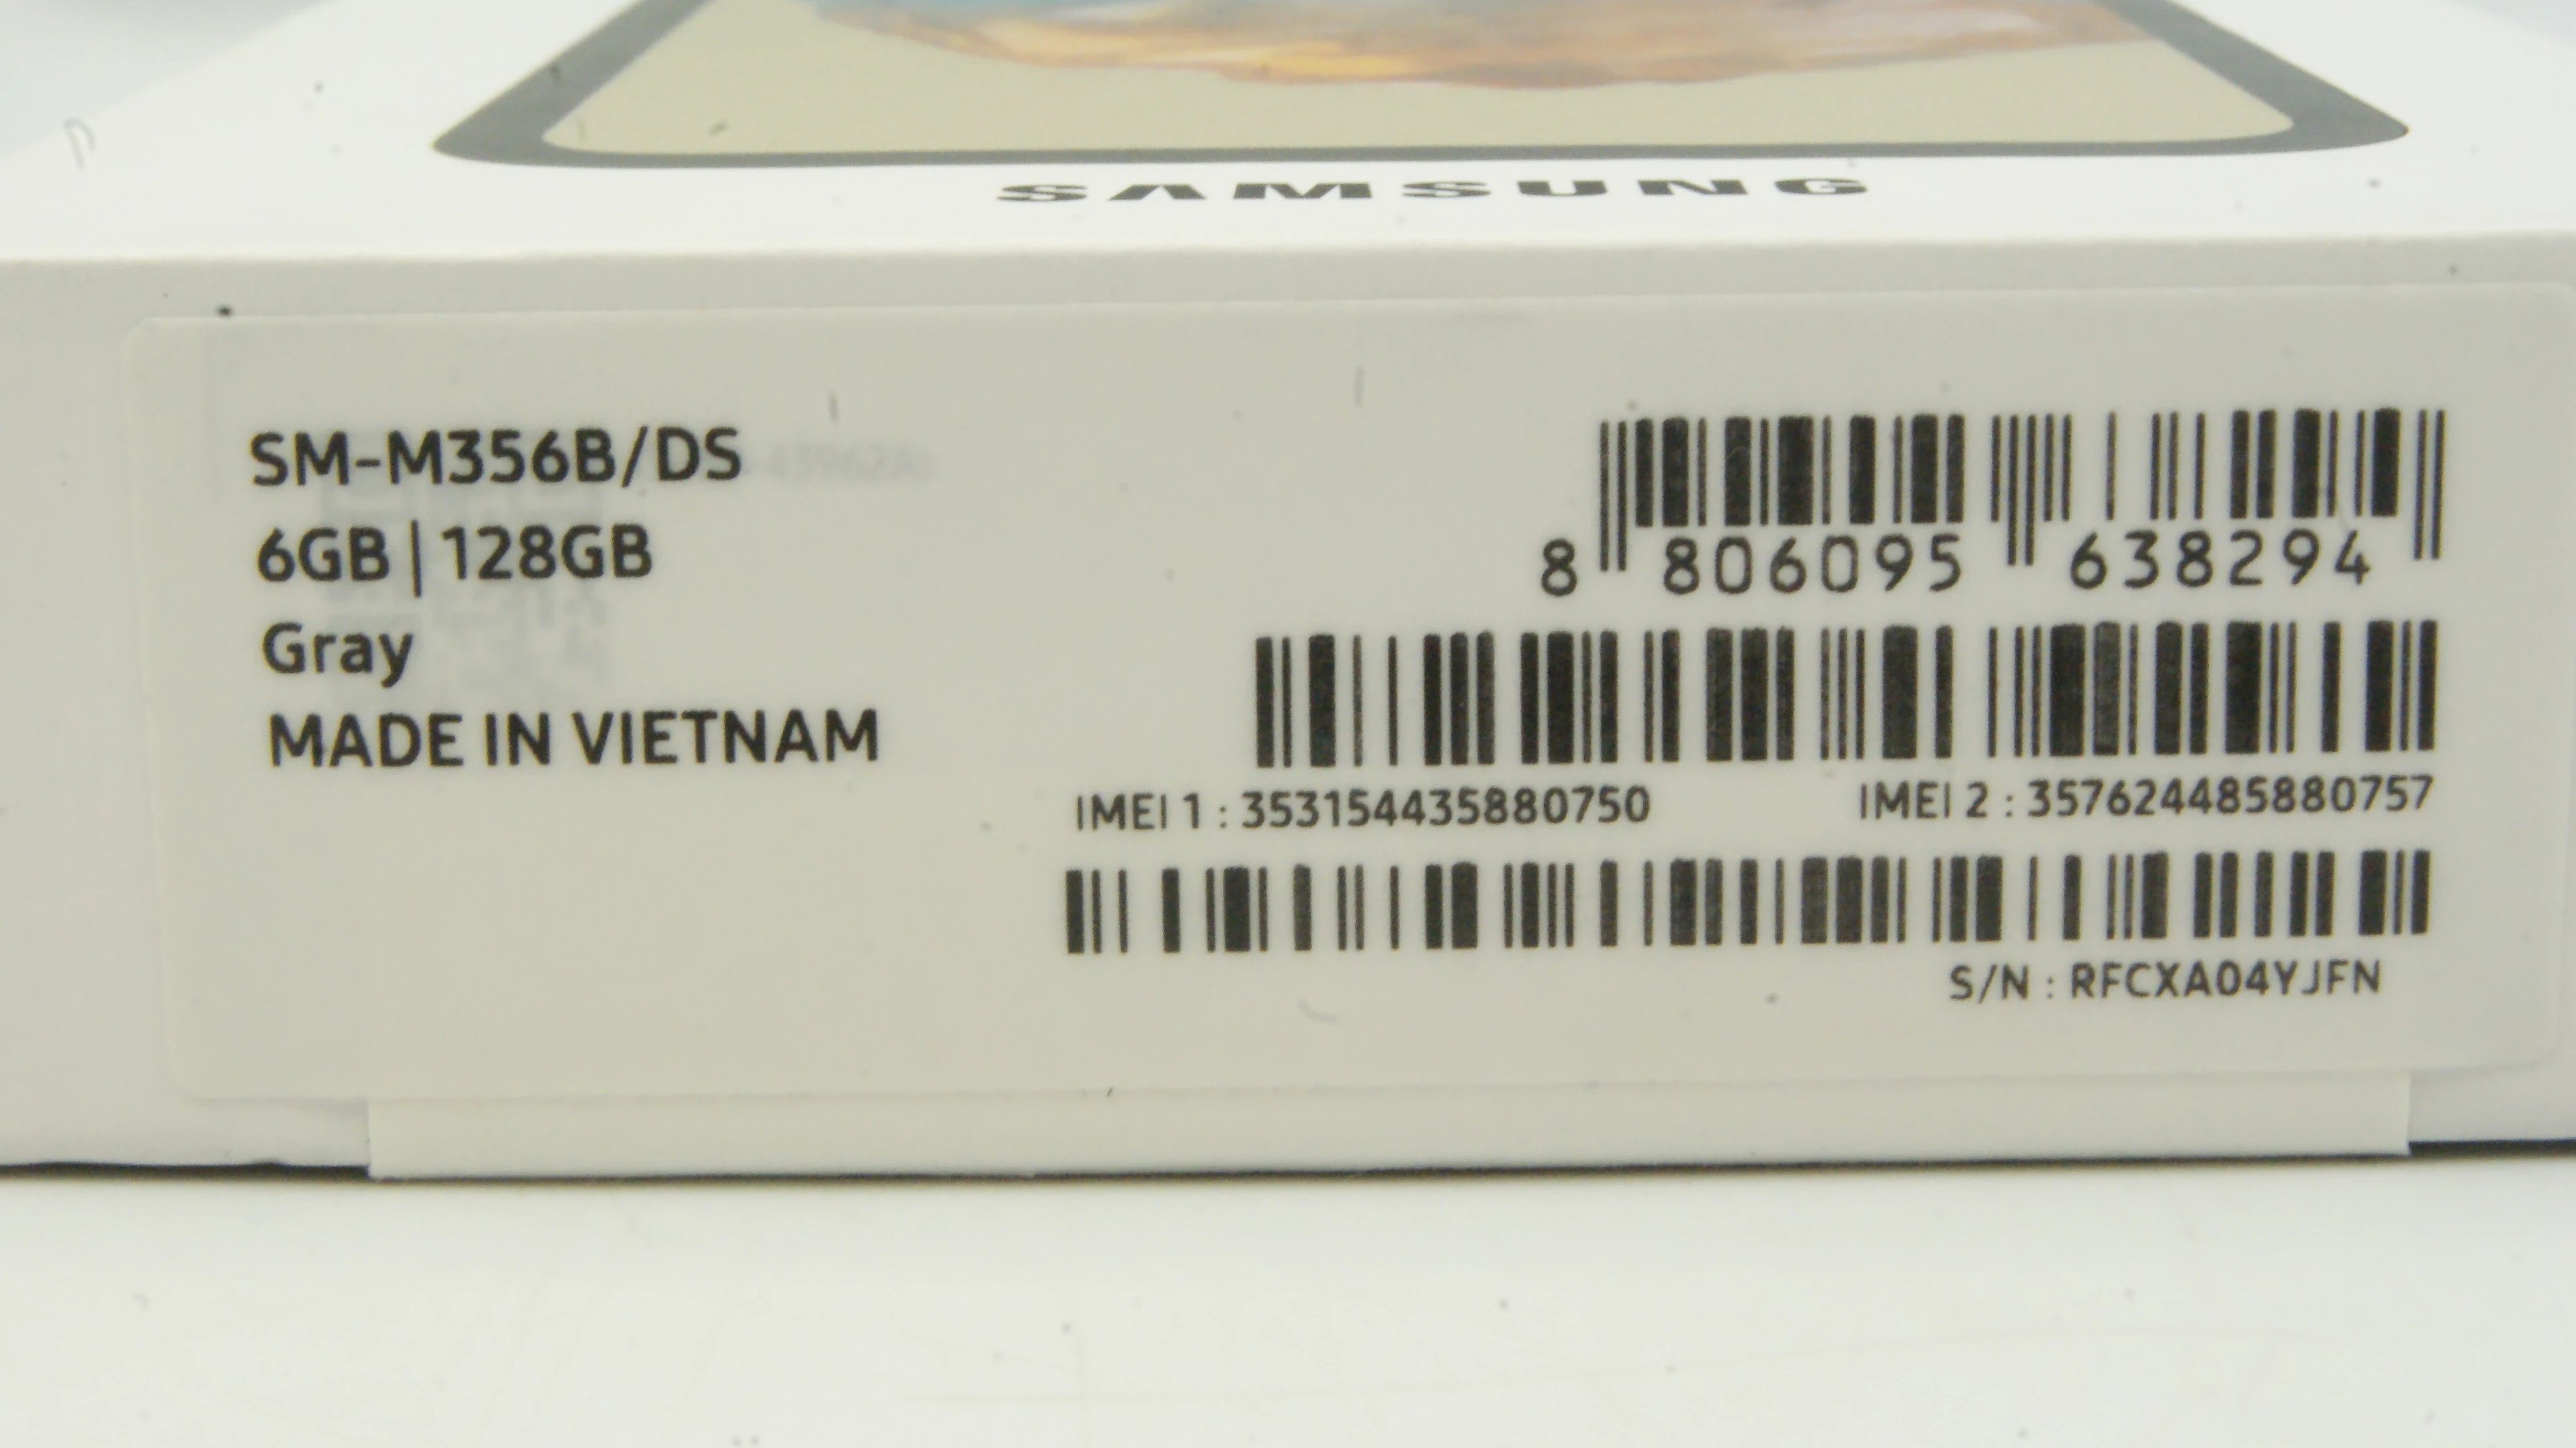 SAMSUNG
SM-M356B/DS
6GB|128GB
Gray
MADE IN VIETNAM
8 806095 638294
IMEI 1 : 353154435880750
IMEI 2 : 357624485880757
S/N : RFCXA04YJFN